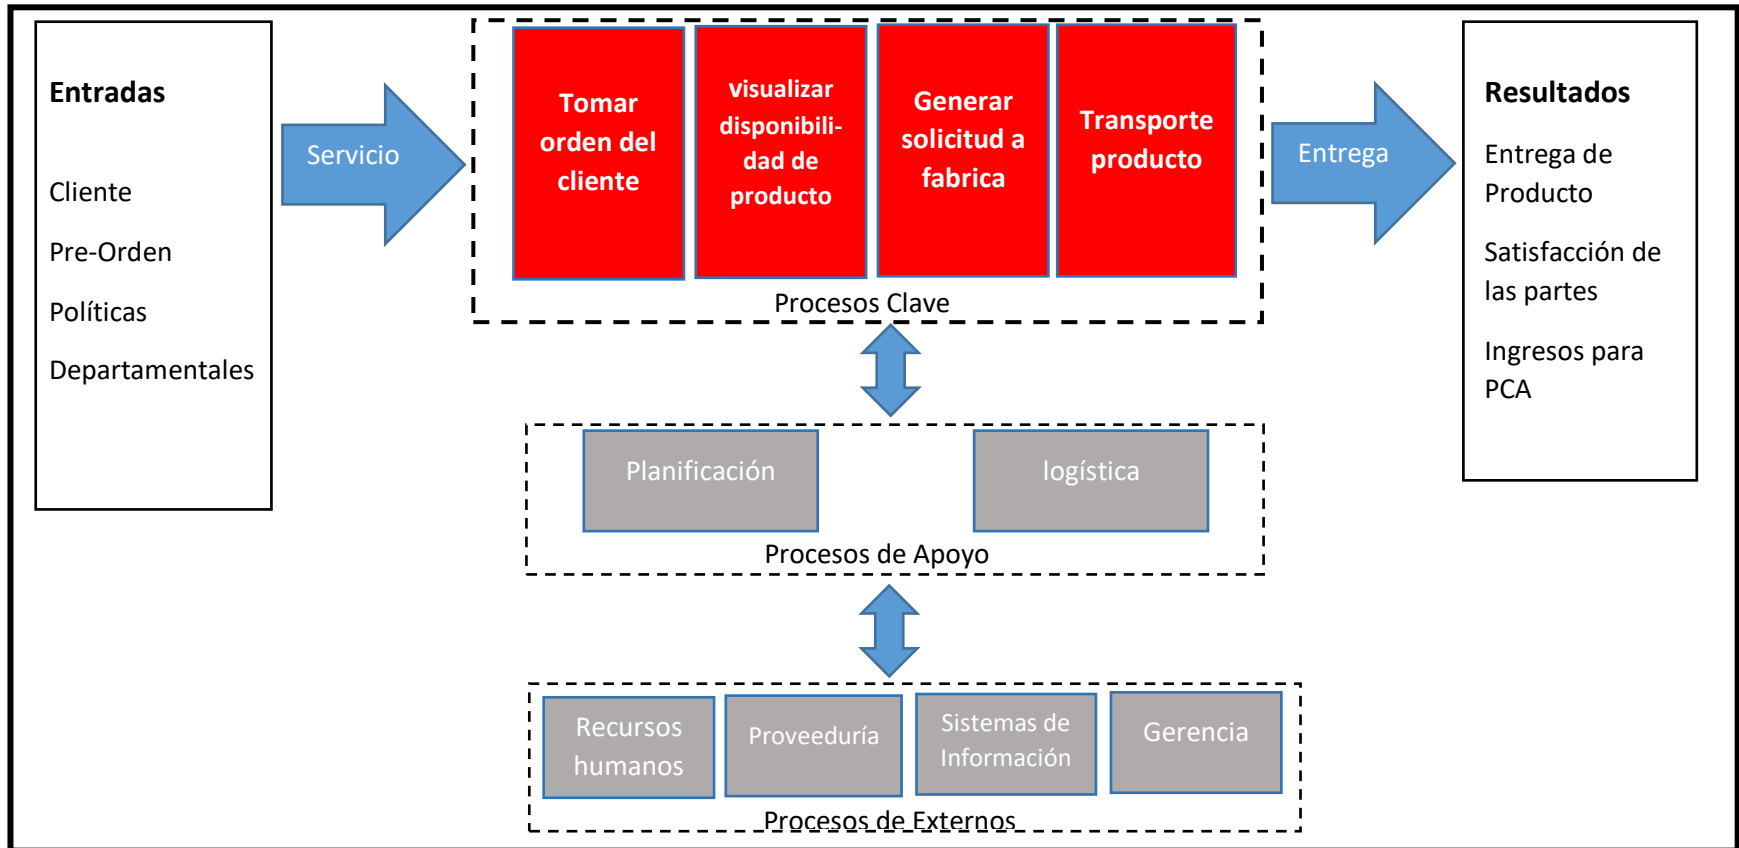 Entradas
Cliente
Pre-Orden
Políticas
Departamentales
Servicio
Tomar
orden del
cliente
visualizar
disponibili-
dad de
producto
Generar
solicitud a
fabrica
Transporte
producto
Procesos Clave
Entrega
Resultados
Entrega de
Producto
Satisfacción de
las partes
Ingresos para
PCA
Planificación
logística
Procesos de Apoyo
Recursos
humanos
Proveeduría
Sistemas de
Información
Gerencia
Procesos de Externos